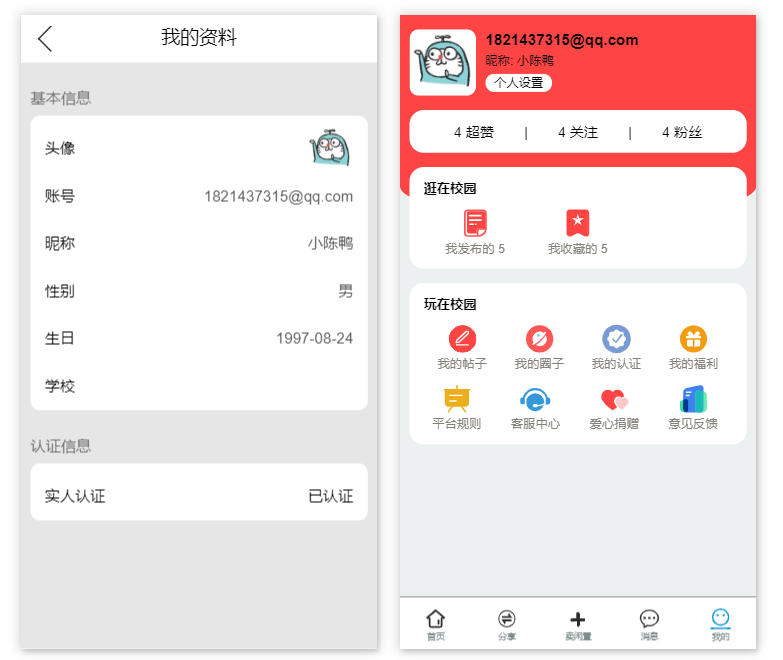 我的资料
基本信息
头像
账号 1821437315@qq.com
昵称 小陈鸭
性别 男
生日 1997-08-24
学校
认证信息
实人认证 已认证
1821437315@qq.com
昵称: 小陈鸭
个人设置
4 超赞 | 4 关注 | 4 粉丝
逛在校园
我发布的 5 我收藏的 5
玩在校园
我的帖子 我的圈子 我的认证 我的福利
平台规则 客服中心 爱心捐赠 意见反馈
首页 分享 卖闲置 消息 我的